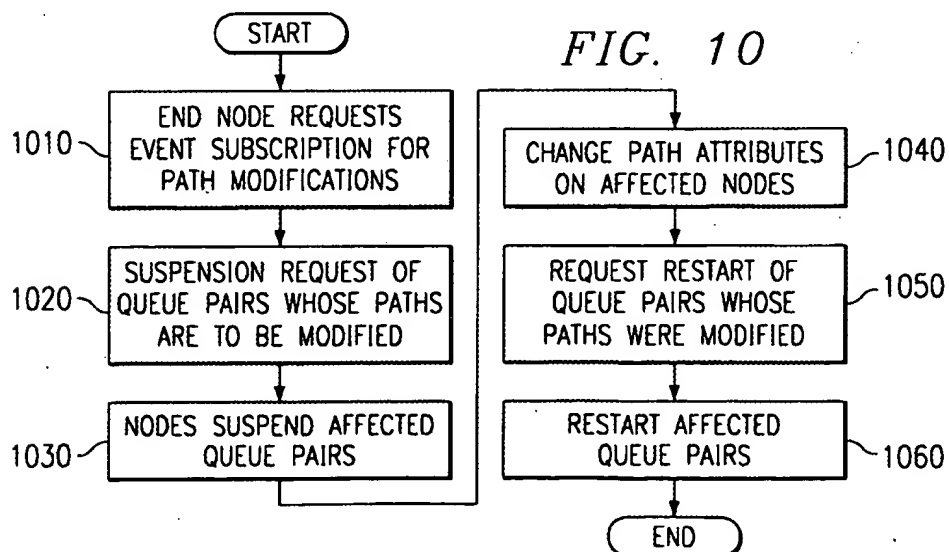 FIG. 10
START
1010
END NODE REQUESTS
EVENT SUBSCRIPTION FOR
PATH MODIFICATIONS
1020
SUSPENSION REQUEST OF
QUEUE PAIRS WHOSE PATHS
ARE TO BE MODIFIED
1030
NODES SUSPEND AFFECTED
QUEUE PAIRS
CHANGE PATH ATTRIBUTES
ON AFFECTED NODES
1040
REQUEST RESTART OF
QUEUE PAIRS WHOSE
PATHS WERE MODIFIED
1050
RESTART AFFECTED
QUEUE PAIRS
1060
END